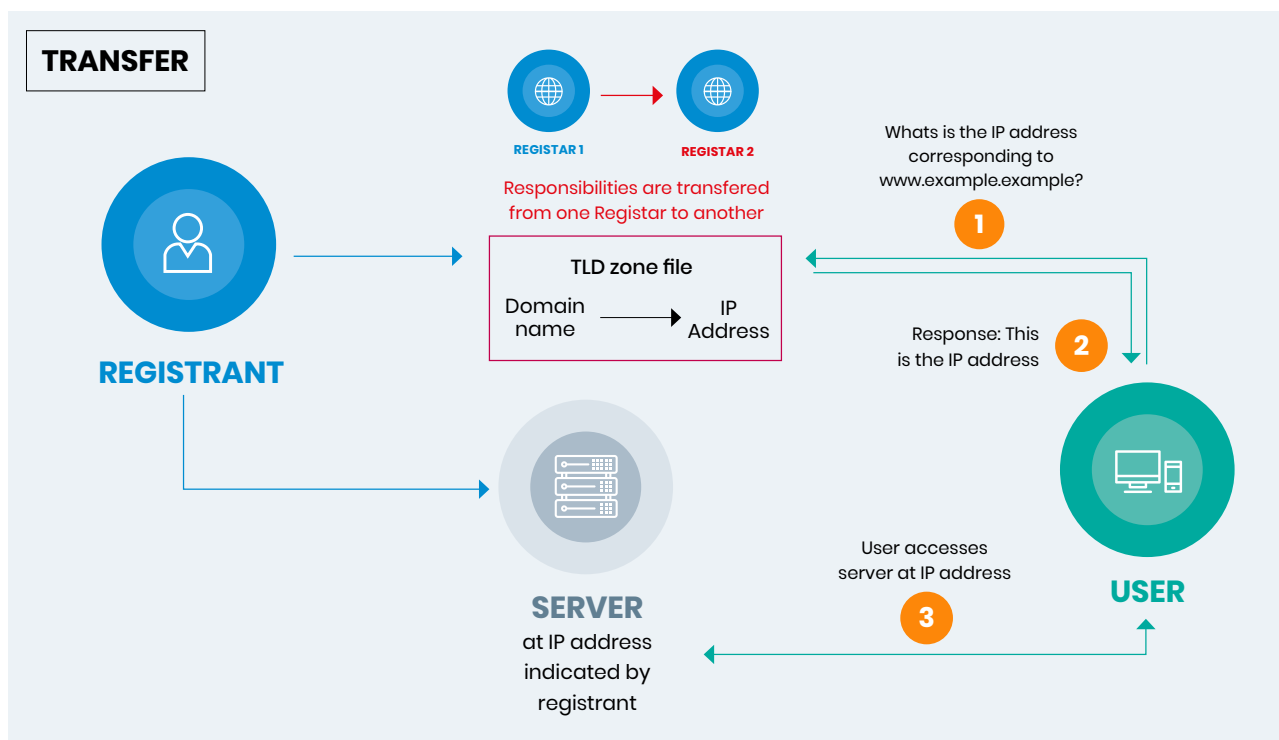 TRANSFER
REGISTAR 1
REGISTAR 2
Responsibilities are transfered
from one Registar to another
TLD zone file
Domain
name
IP
Address
REGISTRANT
Whats is the IP address
corresponding to
www.example.example?
1
Response: This
is the IP address
2
USER
User accesses
server at IP address
3
SERVER
at IP address
indicated by
registrant